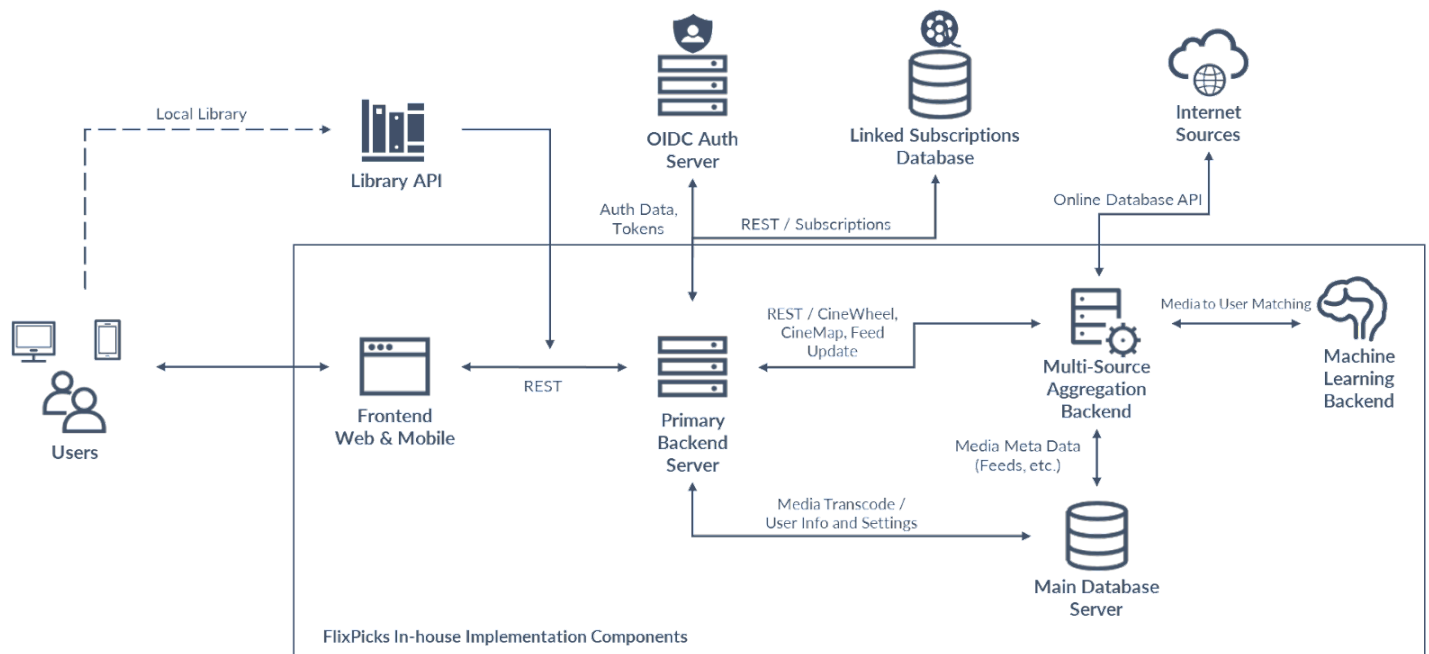 Local Library
Library API
OIDC Auth
Server
Linked Subscriptions
Database
Internet
Sources
Auth Data,
Tokens
REST / Subscriptions
Online Database API
REST / CineWheel,
CineMap, Feed
Update
Media to User Matching
Users
Frontend
Web & Mobile
REST
Primary
Backend
Server
Multi-Source
Aggregation
Backend
Machine
Learning
Backend
Media Meta Data
(Feeds, etc.)
Media Transcode /
User Info and Settings
Main Database
Server
FlixPicks In-house Implementation Components